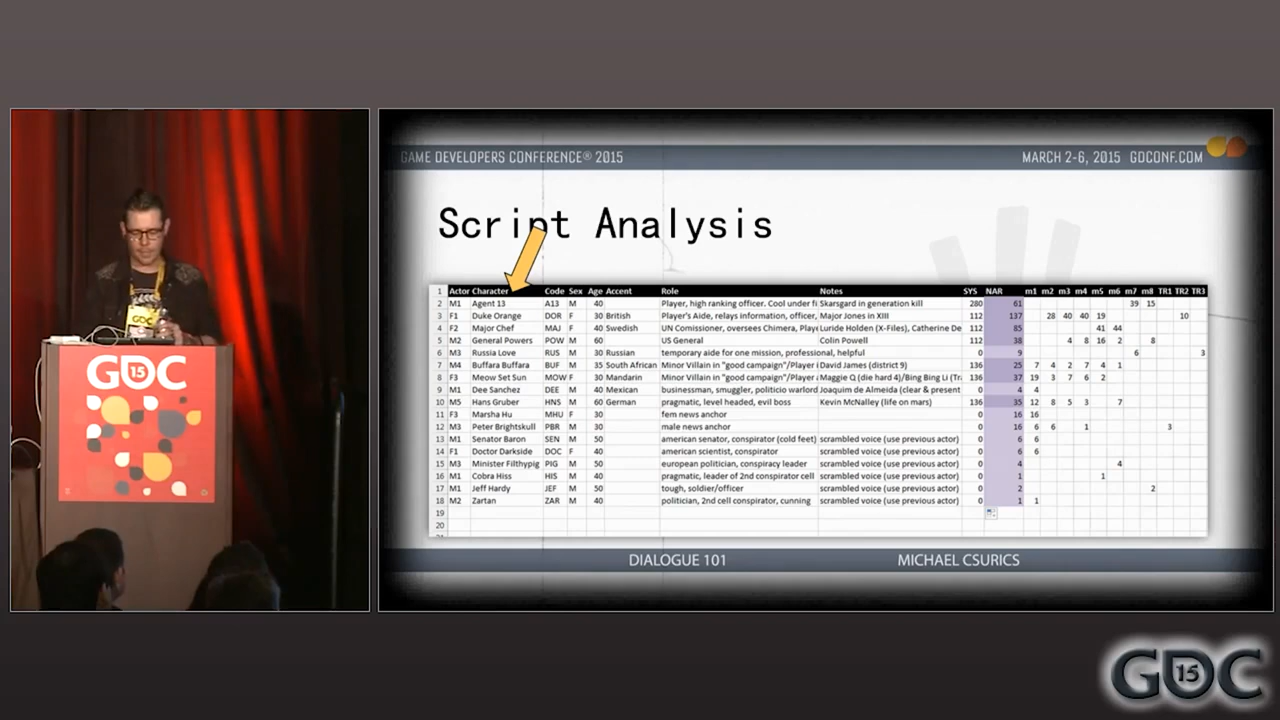 GAME DEVELOPERS CONFERENCE® 2015 MARCH 2-6, 2015 GDCONF.COM
Script Analysis
1 Actor Character Code Sex Age Accent Role Notes SYS NAR m1 m2 m3 m4 m5 m6 m7 m8 TR1 TR2 TR3
2 M1 Agent 13 A13 M 40 Player, high ranking officer. Cool under fi Skarsgard in generation kill 280 61 39 15
3 F1 Duke Orange DOR F 30 British Player's Aide, relays information, officer, Major Jones in XIII 112 137 28 40 40 19 10
4 F2 Major Chef MAJ F 40 Swedish UN Comissioner, oversees Chimera, Playe Luride Holden (X-Files), Catherine De 112 85 41 44
5 M2 General Powers POW M 60 US General Colin Powell 112 38 4 8 16 2 8
6 M3 Russia Love RUS M 30 Russian temporary aide for one mission, professional, helpful 0 9 6 3
7 M4 Buffara Buffara BUF M 35 South African Minor Villain in "good campaign"/Player i David James (district 9) 136 25 7 4 2 7 4 1
8 F3 Meow Set Sun MOW F 30 Mandarin Minor Villain in "good campaign"/Player a Maggie Q (die hard 4)/Bing Bing Li (Tra 136 37 19 3 7 6 2
9 M1 Dee Sanchez DEE M 40 Mexican businessman, smuggler, politicio warlord Joaquim de Almeida (clear & present 0 4 4
10 M5 Hans Gruber HNS M 60 German pragmatic, level headed, evil boss Kevin McNalley (life on mars) 136 35 12 8 5 3 7
11 F3 Marsha Hu MHU F 30 fem news anchor 0 16 16
12 M3 Peter Brightskull PBR M 30 male news anchor 0 16 6 6 1 3
13 M1 Senator Baron SEN M 50 american senator, conspirator (cold feet) scrambled voice (use previous actor) 0 6 6
14 F1 Doctor Darkside DOC F 40 american scientist, conspirator scrambled voice (use previous actor) 0 6 6
15 M3 Minister Filthypig PIG M 50 european politician, conspiracy leader scrambled voice (use previous actor) 0 4 4
16 M1 Cobra Hiss HIS M 40 pragmatic, leader of 2nd conspirator cell scrambled voice (use previous actor) 0 1 1
17 M1 Jeff Hardy JEF M 50 tough, soldier/officer scrambled voice (use previous actor) 0 2 2
18 M2 Zartan ZAR M 40 politician, 2nd cell conspirator, cunning scrambled voice (use previous actor) 0 1 1
19
20
DIALOGUE 101 MICHAEL CSURICS
GDC 15
GDC 15